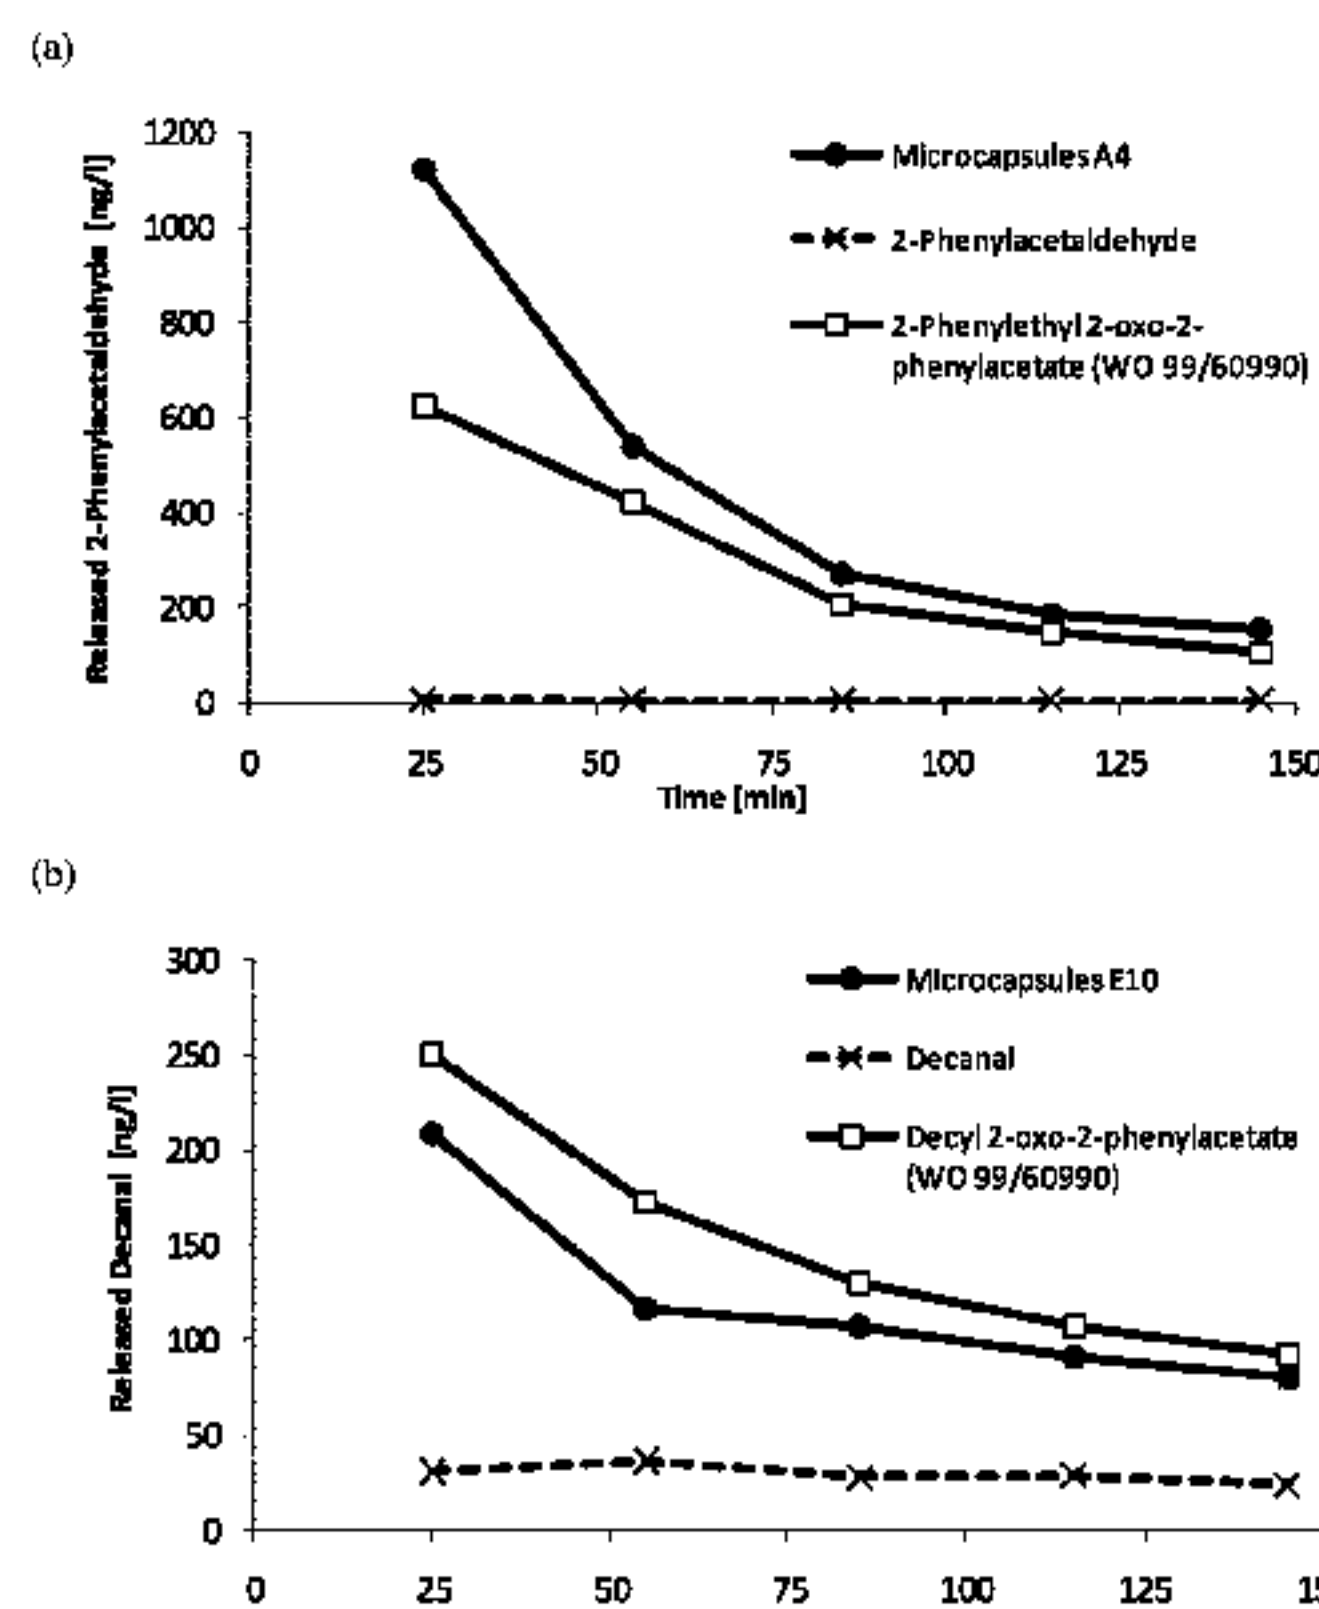 (a)
1200
1000
800
600
400
200
0
Released 2-Phenylacetaldehyde [ng/l]
Microcapsules A4
2-Phenylacetaldehyde
2-Phenylethyl 2-oxo-2-
phenylacetate (WO 99/60990)
0 25 50 75 100 125 150
Time [min]
(b)
300
250
200
150
100
50
0
Released Decanal [ng/l]
Microcapsules E10
Decanal
Decyl 2-oxo-2-phenylacetate
(WO 99/60990)
0 25 50 75 100 125